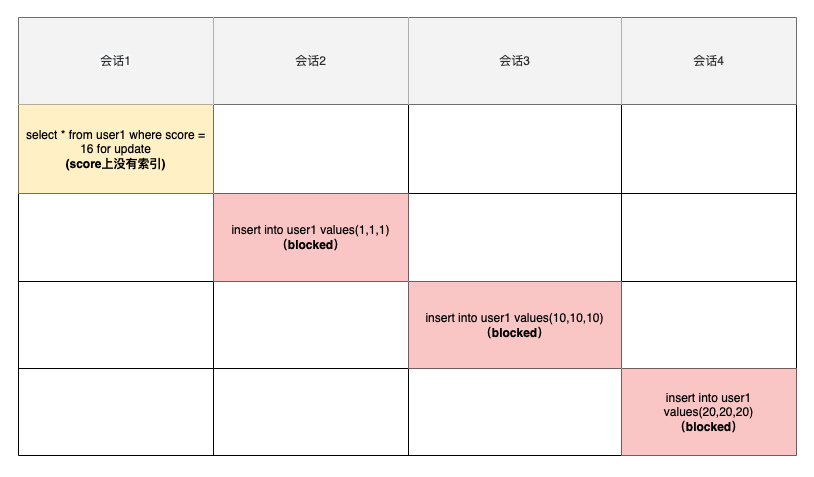 会话1
会话2
会话3
会话4
select * from user1 where score =
16 for update
(score上没有索引)
insert into user1 values(1,1,1)
（blocked）
insert into user1 values(10,10,10)
（blocked）
insert into user1
values(20,20,20)
（blocked）